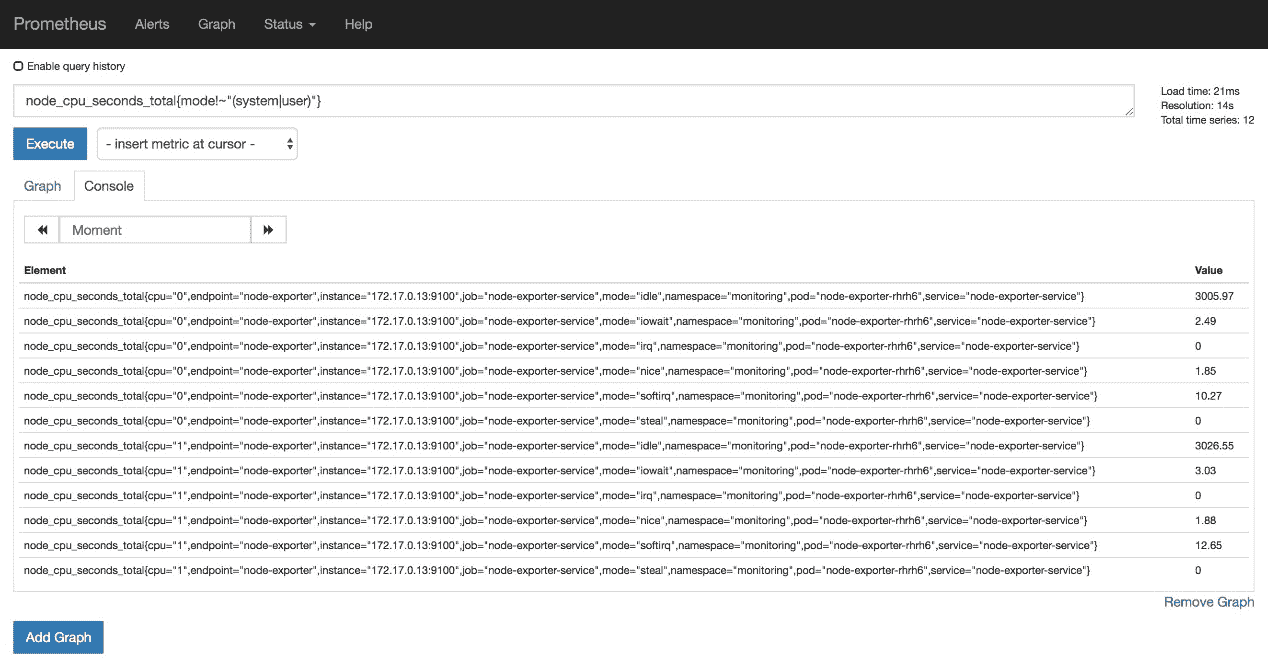 Prometheus Alerts Graph Status Help
Enable query history
node_cpu_seconds_total{mode!~"(system|user)"}
Load time: 21ms
Resolution: 14s
Total time series: 12
Execute - insert metric at cursor -
Graph Console
Moment
Element Value
node_cpu_seconds_total{cpu="0",endpoint="node-exporter",instance="172.17.0.13:9100",job="node-exporter-service",mode="idle",namespace="monitoring",pod="node-exporter-rhrh6",service="node-exporter-service"} 3005.97
node_cpu_seconds_total{cpu="0",endpoint="node-exporter",instance="172.17.0.13:9100",job="node-exporter-service",mode="iowait",namespace="monitoring",pod="node-exporter-rhrh6",service="node-exporter-service"} 2.49
node_cpu_seconds_total{cpu="0",endpoint="node-exporter",instance="172.17.0.13:9100",job="node-exporter-service",mode="irq",namespace="monitoring",pod="node-exporter-rhrh6",service="node-exporter-service"} 0
node_cpu_seconds_total{cpu="0",endpoint="node-exporter",instance="172.17.0.13:9100",job="node-exporter-service",mode="nice",namespace="monitoring",pod="node-exporter-rhrh6",service="node-exporter-service"} 1.85
node_cpu_seconds_total{cpu="0",endpoint="node-exporter",instance="172.17.0.13:9100",job="node-exporter-service",mode="softirq",namespace="monitoring",pod="node-exporter-rhrh6",service="node-exporter-service"} 10.27
node_cpu_seconds_total{cpu="0",endpoint="node-exporter",instance="172.17.0.13:9100",job="node-exporter-service",mode="steal",namespace="monitoring",pod="node-exporter-rhrh6",service="node-exporter-service"} 0
node_cpu_seconds_total{cpu="1",endpoint="node-exporter",instance="172.17.0.13:9100",job="node-exporter-service",mode="idle",namespace="monitoring",pod="node-exporter-rhrh6",service="node-exporter-service"} 3026.55
node_cpu_seconds_total{cpu="1",endpoint="node-exporter",instance="172.17.0.13:9100",job="node-exporter-service",mode="iowait",namespace="monitoring",pod="node-exporter-rhrh6",service="node-exporter-service"} 3.03
node_cpu_seconds_total{cpu="1",endpoint="node-exporter",instance="172.17.0.13:9100",job="node-exporter-service",mode="irq",namespace="monitoring",pod="node-exporter-rhrh6",service="node-exporter-service"} 0
node_cpu_seconds_total{cpu="1",endpoint="node-exporter",instance="172.17.0.13:9100",job="node-exporter-service",mode="nice",namespace="monitoring",pod="node-exporter-rhrh6",service="node-exporter-service"} 1.88
node_cpu_seconds_total{cpu="1",endpoint="node-exporter",instance="172.17.0.13:9100",job="node-exporter-service",mode="softirq",namespace="monitoring",pod="node-exporter-rhrh6",service="node-exporter-service"} 12.65
node_cpu_seconds_total{cpu="1",endpoint="node-exporter",instance="172.17.0.13:9100",job="node-exporter-service",mode="steal",namespace="monitoring",pod="node-exporter-rhrh6",service="node-exporter-service"} 0
Remove Graph
Add Graph